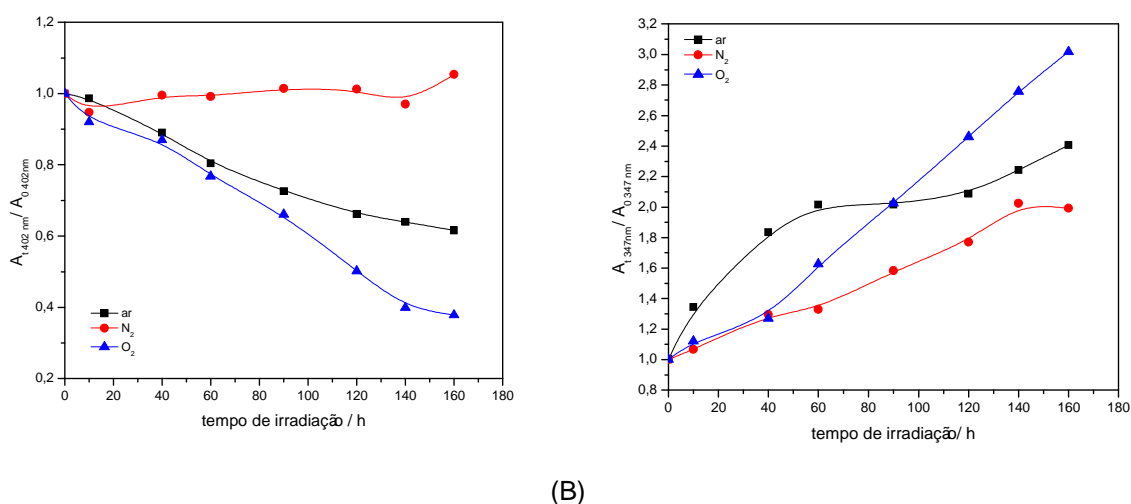 1,2
1,0
0,8
0,6
0,4
0,2
A t 402 nm / A 0 402nm
ar
N2
O2
0 20 40 60 80 100 120 140 160 180
tempo de irradiação / h
3,2
3,0
2,8
2,6
2,4
2,2
2,0
1,8
1,6
1,4
1,2
1,0
0,8
A t 347nm / A 0 347 nm
ar
N2
O2
0 20 40 60 80 100 120 140 160 180
tempo de irradiação/ h
(B)